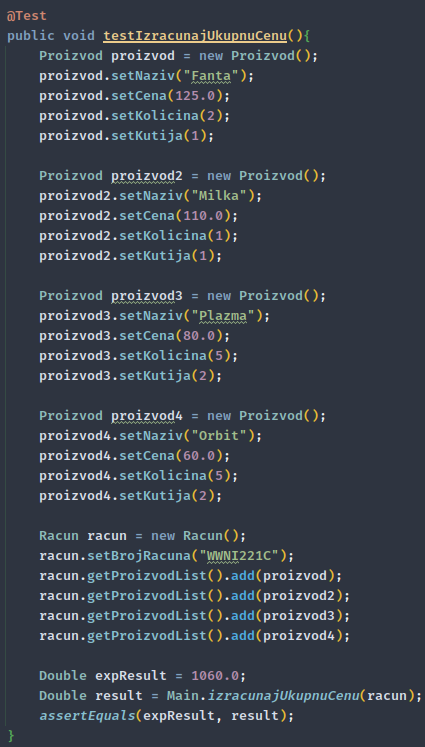 @Test
public void testIzracunajUkupnuCenu(){
Proizvod proizvod = new Proizvod();
proizvod.setNaziv("Fanta");
proizvod.setCena(125.0);
proizvod.setKolicina(2);
proizvod.setKutija(1);
Proizvod proizvod2 = new Proizvod();
proizvod2.setNaziv("Milka");
proizvod2.setCena(110.0);
proizvod2.setKolicina(1);
proizvod2.setKutija(1);
Proizvod proizvod3 = new Proizvod();
proizvod3.setNaziv("Plazma");
proizvod3.setCena(80.0);
proizvod3.setKolicina(5);
proizvod3.setKutija(2);
Proizvod proizvod4 = new Proizvod();
proizvod4.setNaziv("Orbit");
proizvod4.setCena(60.0);
proizvod4.setKolicina(5);
proizvod4.setKutija(2);
Racun racun = new Racun();
racun.setBrojRacuna("WWNI221C");
racun.getProizvodList().add(proizvod);
racun.getProizvodList().add(proizvod2);
racun.getProizvodList().add(proizvod3);
racun.getProizvodList().add(proizvod4);
Double expResult = 1060.0;
Double result = Main.izracunajUkupnuCenu(racun);
assertEquals(expResult, result);
}